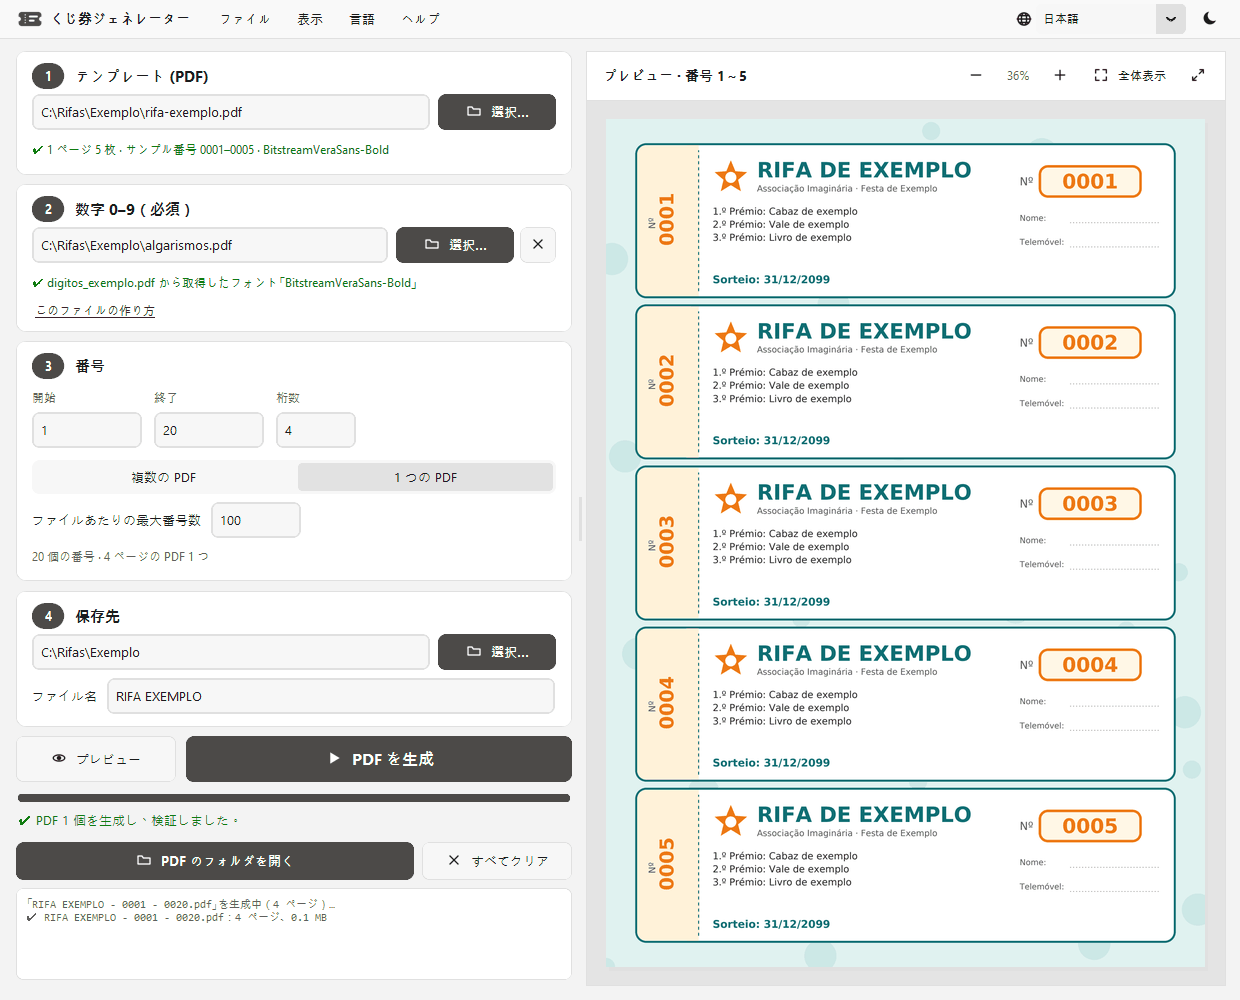 くじ券ジェネレーター ファイル 表示 言語 ヘルプ 日本語
1 テンプレート (PDF)
C:\Rifas\Exemplo\rifa-exemplo.pdf 選択...
✔ 1 ページ 5 枚 · サンプル番号 0001–0005 · BitstreamVeraSans-Bold
2 数字 0–9 ( 必須 )
C:\Rifas\Exemplo\algarismos.pdf 選択...
✔ digitos_exemplo.pdf から取得したフォント「BitstreamVeraSans-Bold」
このファイルの作り方
3 番号
開始 終了 桁数
1 20 4
複数の PDF 1 つの PDF
ファイルあたりの最大番号数 100
20 個の番号 · 4 ページの PDF 1 つ
4 保存先
C:\Rifas\Exemplo 選択...
ファイル名 RIFA EXEMPLO
プレビュー PDF を生成
✔ PDF 1 個を生成し、検証しました。
PDF のフォルダを開く すべてクリア
「RIFA EXEMPLO - 0001 - 0020.pdf」を生成中 ( 4 ページ ) …
✔ RIFA EXEMPLO - 0001 - 0020.pdf : 4 ページ、0.1 MB
プレビュー · 番号 1 ~ 5 36% 全体表示
Nº 0001
RIFA DE EXEMPLO
Associação Imaginária · Festa de Exemplo
1.º Prémio: Cabaz de exemplo
2.º Prémio: Vale de exemplo
3.º Prémio: Livro de exemplo
Sorteio: 31/12/2099
Nº 0001
Nome:
Telemóvel:
Nº 0002
RIFA DE EXEMPLO
Associação Imaginária · Festa de Exemplo
1.º Prémio: Cabaz de exemplo
2.º Prémio: Vale de exemplo
3.º Prémio: Livro de exemplo
Sorteio: 31/12/2099
Nº 0002
Nome:
Telemóvel:
Nº 0003
RIFA DE EXEMPLO
Associação Imaginária · Festa de Exemplo
1.º Prémio: Cabaz de exemplo
2.º Prémio: Vale de exemplo
3.º Prémio: Livro de exemplo
Sorteio: 31/12/2099
Nº 0003
Nome:
Telemóvel:
Nº 0004
RIFA DE EXEMPLO
Associação Imaginária · Festa de Exemplo
1.º Prémio: Cabaz de exemplo
2.º Prémio: Vale de exemplo
3.º Prémio: Livro de exemplo
Sorteio: 31/12/2099
Nº 0004
Nome:
Telemóvel:
Nº 0005
RIFA DE EXEMPLO
Associação Imaginária · Festa de Exemplo
1.º Prémio: Cabaz de exemplo
2.º Prémio: Vale de exemplo
3.º Prémio: Livro de exemplo
Sorteio: 31/12/2099
Nº 0005
Nome:
Telemóvel: